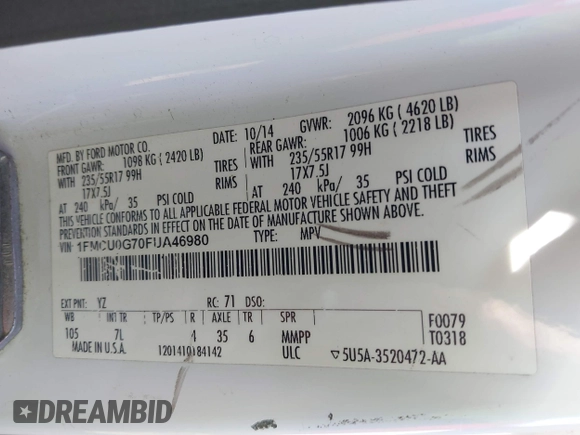 MFD. BY FORD MOTOR CO.
DATE: 10/14
GVWR: 2096 KG ( 4620 LB)
FRONT GAWR: 1098 KG ( 2420 LB)
REAR GAWR: 1006 KG ( 2218 LB)
WITH 235/55R17 99H TIRES
WITH 235/55R17 99H TIRES
17X7.5J RIMS
17X7.5J RIMS
AT 240 kPa/ 35 PSI COLD
AT 240 kPa/ 35 PSI COLD
THIS VEHICLE CONFORMS TO ALL APPLICABLE FEDERAL MOTOR VEHICLE SAFETY AND THEFT
PREVENTION STANDARDS IN EFFECT ON THE DATE OF MANUFACTURE SHOWN ABOVE.
VIN: 1FMCU0G70FUA46980
TYPE: MPV
EXT PNT: YZ RC: 71 DSO:
WB INT TR TP/PS R AXLE TR SPR
105 7L 4 35 6 MMPP
F0079
T0318
MADE IN U.S.A. 1201410184142 ULC ▽5U5A-3520472-AA
DREAMBID